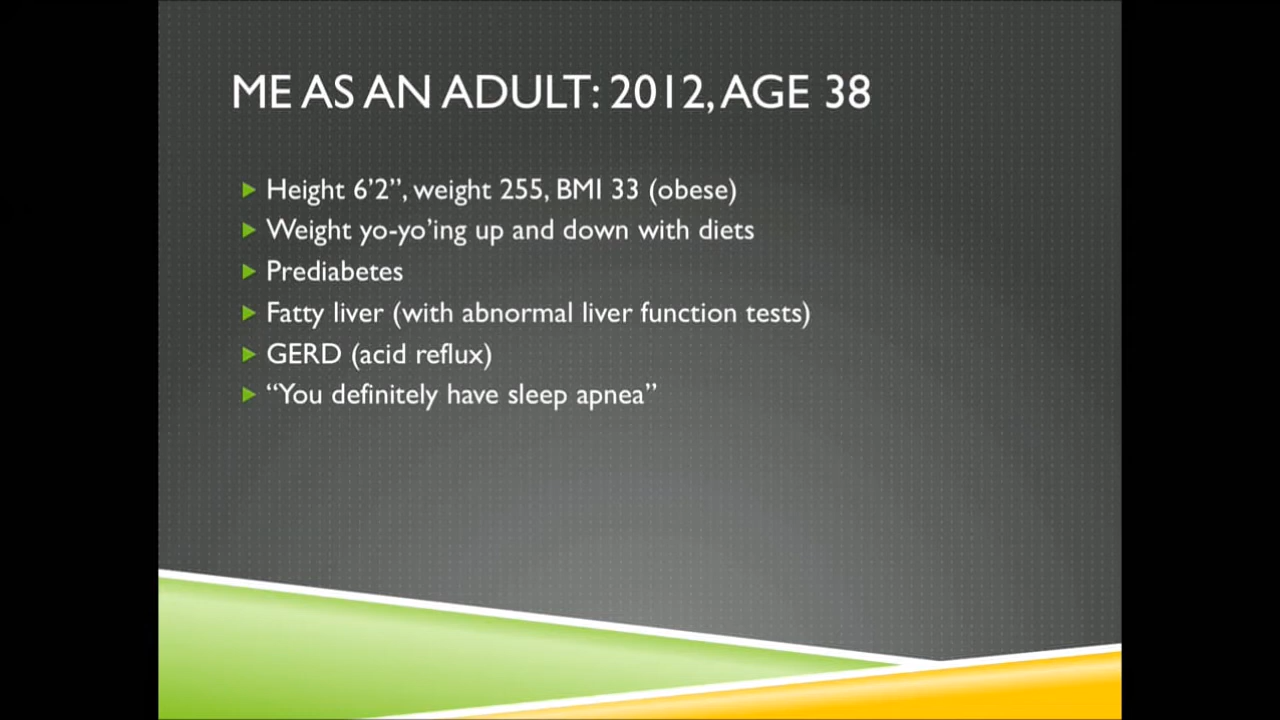 ME AS AN ADULT: 2012, AGE 38
Height 6’2”, weight 255, BMI 33 (obese)
Weight yo-yo’ing up and down with diets
Prediabetes
Fatty liver (with abnormal liver function tests)
GERD (acid reflux)
“You definitely have sleep apnea”